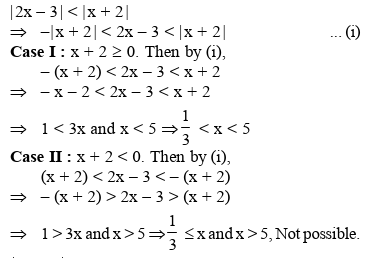 |2x – 3| < |x + 2|
⇒ –|x + 2| < 2x – 3 < |x + 2| ... (i)
Case I : x + 2 ≥ 0. Then by (i),
– (x + 2) < 2x – 3 < x + 2
⇒ – x – 2 < 2x – 3 < x + 2
⇒ 1 < 3x and x < 5 ⇒ 1/3 < x < 5
Case II : x + 2 < 0. Then by (i),
(x + 2) < 2x – 3 < – (x + 2)
⇒ – (x + 2) > 2x – 3 > (x + 2)
⇒ 1 > 3x and x > 5 ⇒ 1/3 ≤ x and x > 5, Not possible.